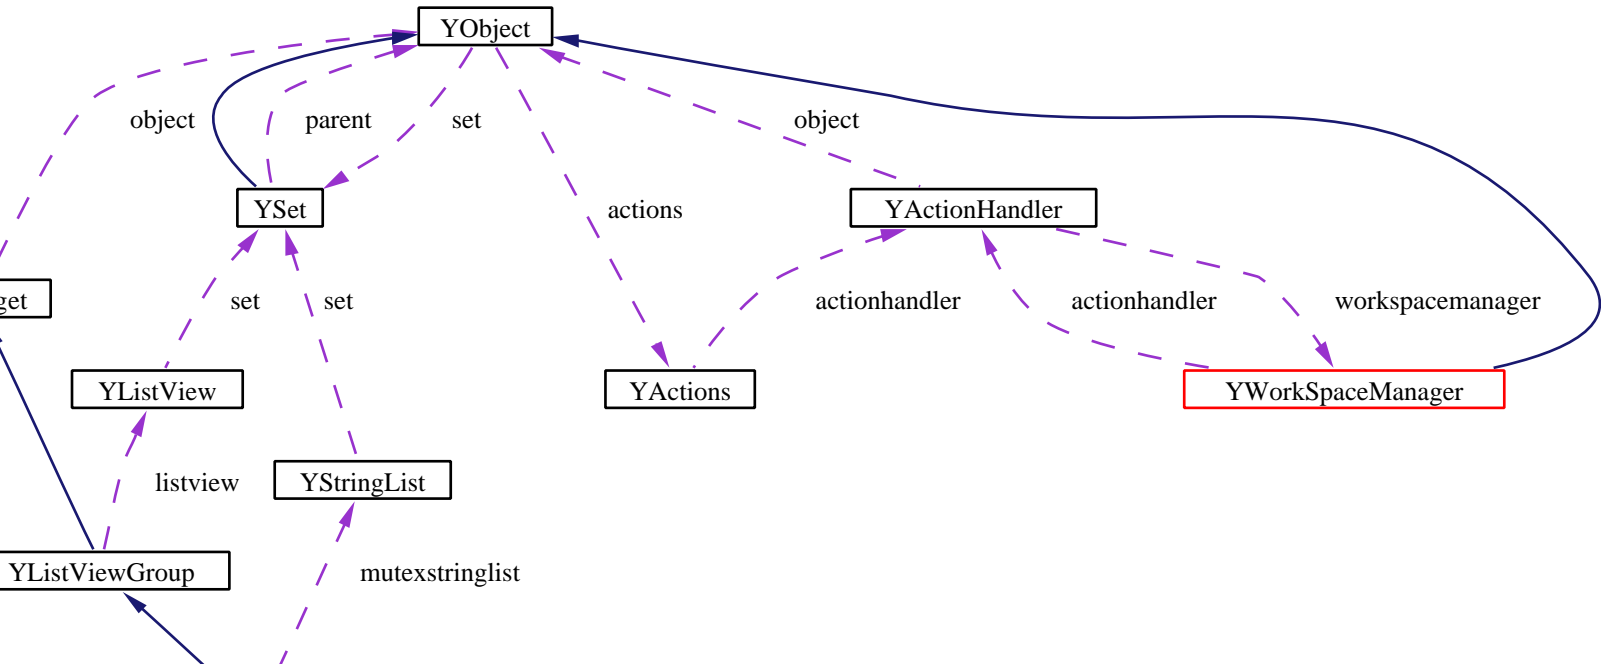 YObject
object
parent
set
object
YSet
actions
YActionHandler
get
set
set
actionhandler
actionhandler
workspacemanager
YListView
YActions
YWorkSpaceManager
listview
YStringList
YListViewGroup
mutexstringlist